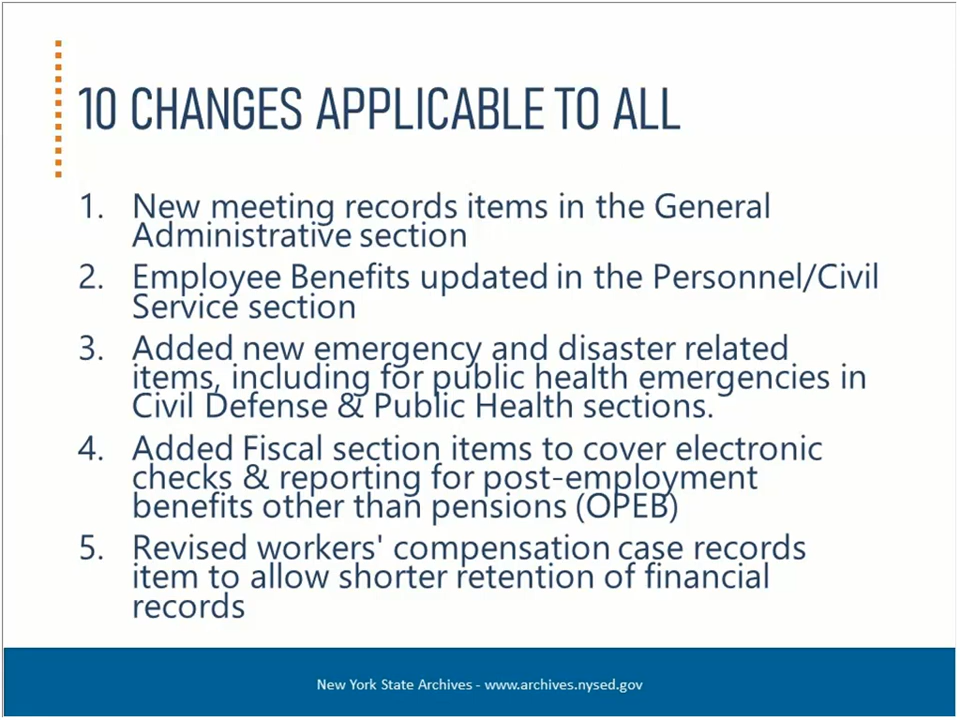 10 CHANGES APPLICABLE TO ALL
1. New meeting records items in the General
Administrative section
2. Employee Benefits updated in the Personnel/Civil
Service section
3. Added new emergency and disaster related
items, including for public health emergencies in
Civil Defense & Public Health sections.
4. Added Fiscal section items to cover electronic
checks & reporting for post-employment
benefits other than pensions (OPEB)
5. Revised workers' compensation case records
item to allow shorter retention of financial
records
New York State Archives - www.archives.nysed.gov